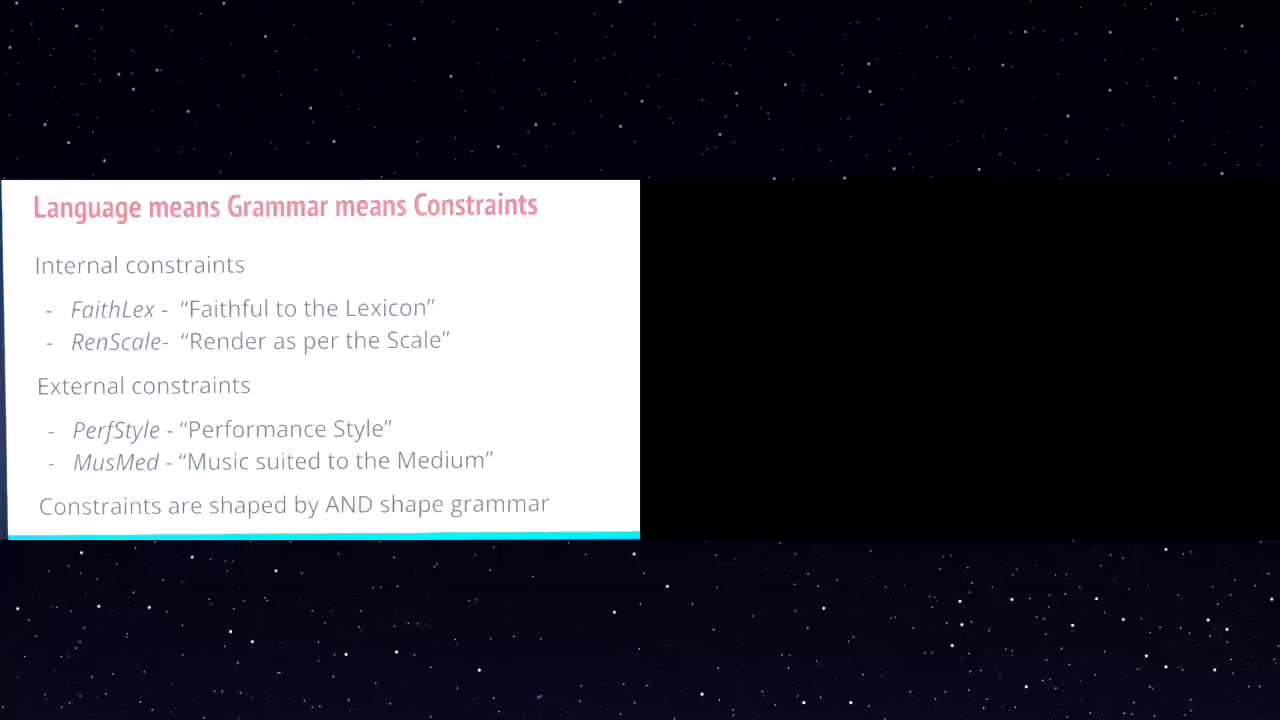 Language means Grammar means Constraints
Internal constraints
- FaithLex - “Faithful to the Lexicon”
- RenScale- “Render as per the Scale”
External constraints
- PerfStyle - “Performance Style”
- MusMed - “Music suited to the Medium”
Constraints are shaped by AND shape grammar